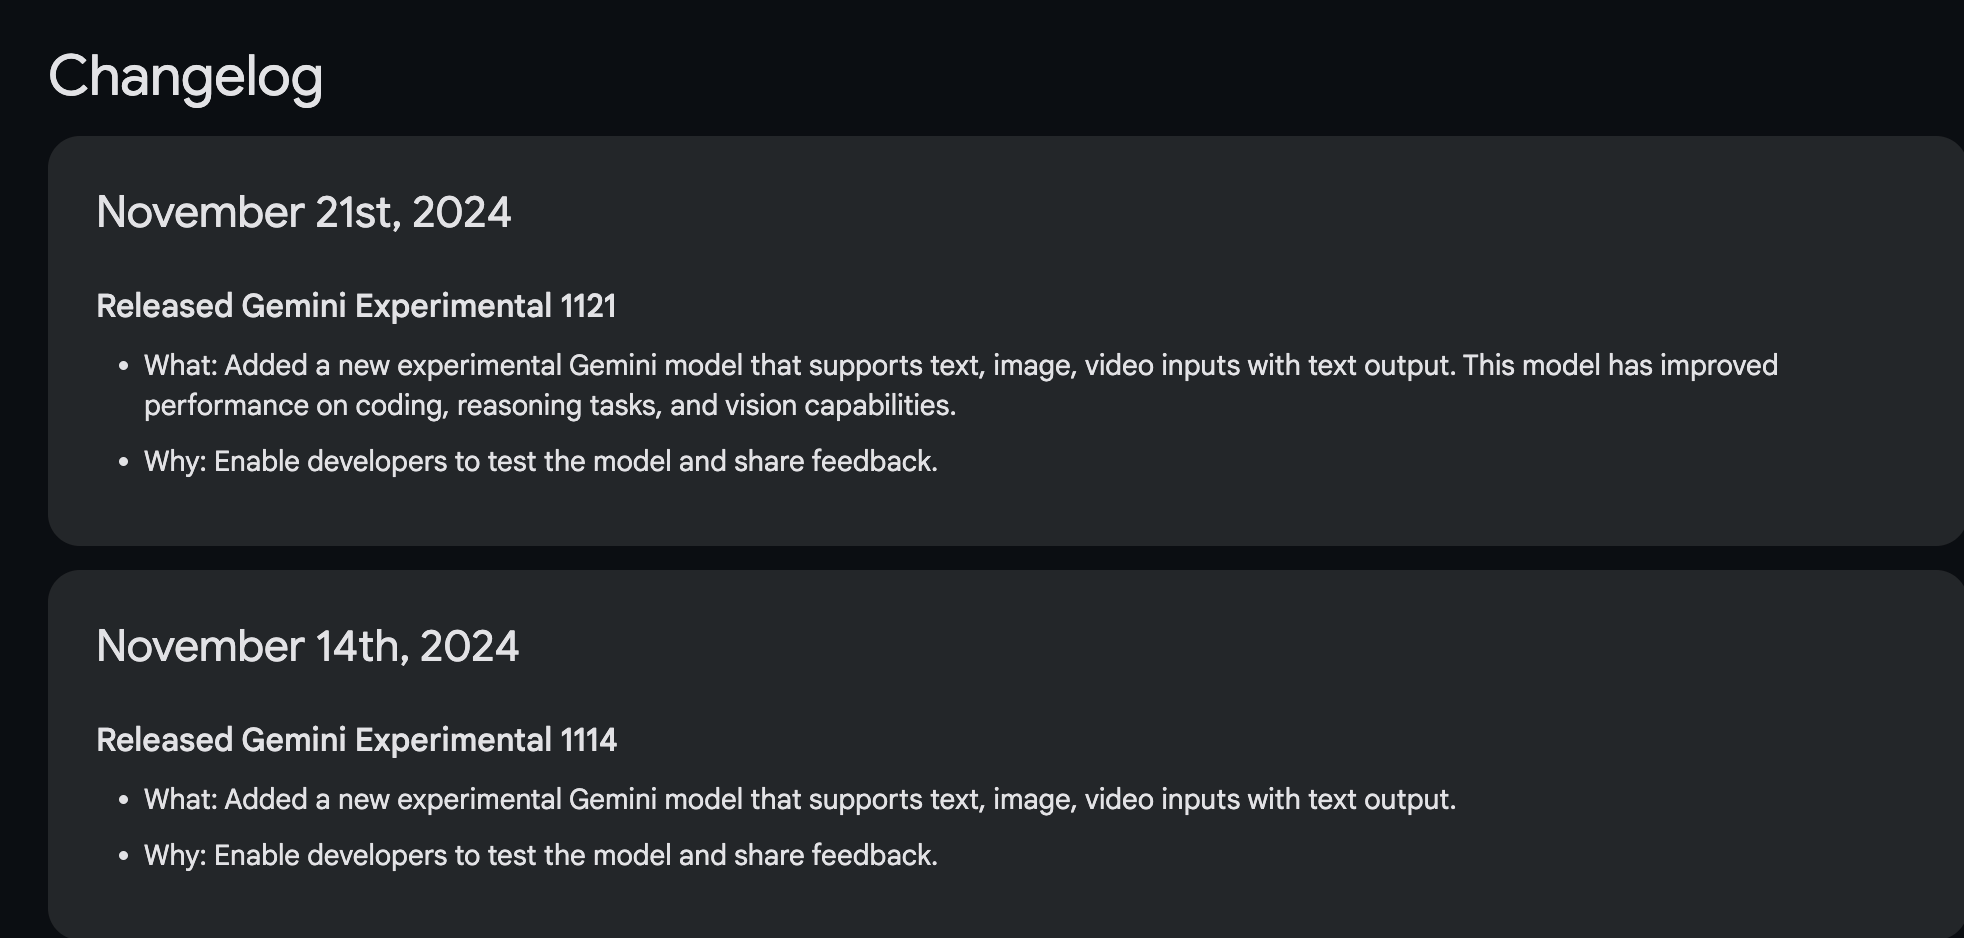 Changelog
November 21st, 2024
Released Gemini Experimental 1121
• What: Added a new experimental Gemini model that supports text, image, video inputs with text output. This model has improved
performance on coding, reasoning tasks, and vision capabilities.
• Why: Enable developers to test the model and share feedback.
November 14th, 2024
Released Gemini Experimental 1114
• What: Added a new experimental Gemini model that supports text, image, video inputs with text output.
• Why: Enable developers to test the model and share feedback.